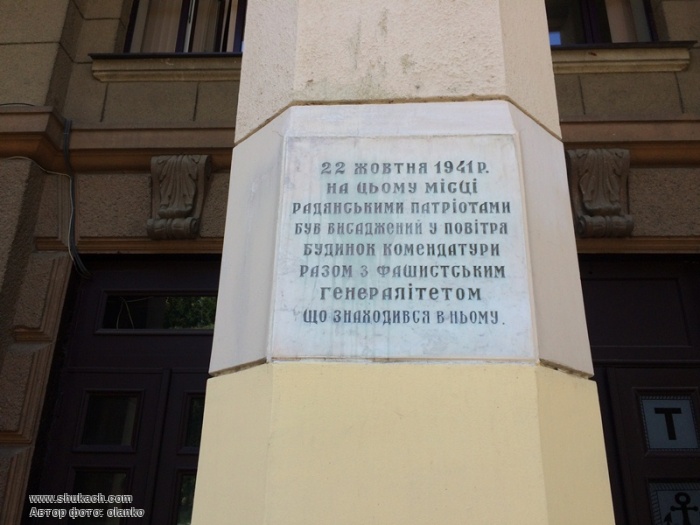 22 ЖОВТНЯ 1941 Р.
НА ЦЬОМУ МІСЦІ
РАДЯНСЬКИМИ ПАТРІОТАМИ
БУВ ВИСАДЖЕНИЙ У ПОВІТРЯ
БУДИНОК КОМЕНДАТУРИ
РАЗОМ З ФАШИСТСЬКИМ
ГЕНЕРАЛІТЕТОМ
ЩО ЗНАХОДИВСЯ В НЬОМУ.
Т
www.shukach.com
Автор фото: olanko